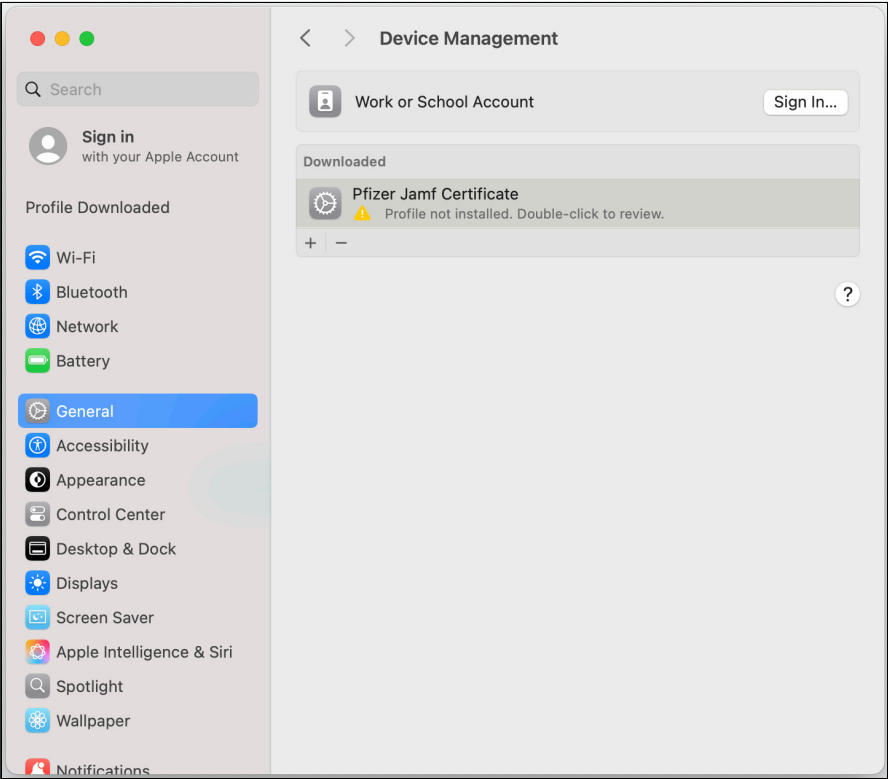 Search
Sign in
with your Apple Account
Profile Downloaded
Wi-Fi
Bluetooth
Network
Battery
General
Accessibility
Appearance
Control Center
Desktop & Dock
Displays
Screen Saver
Apple Intelligence & Siri
Spotlight
Wallpaper
Notifications
Device Management
Work or School Account
Sign In...
Downloaded
Pfizer Jamf Certificate
Profile not installed. Double-click to review.
+ −
?